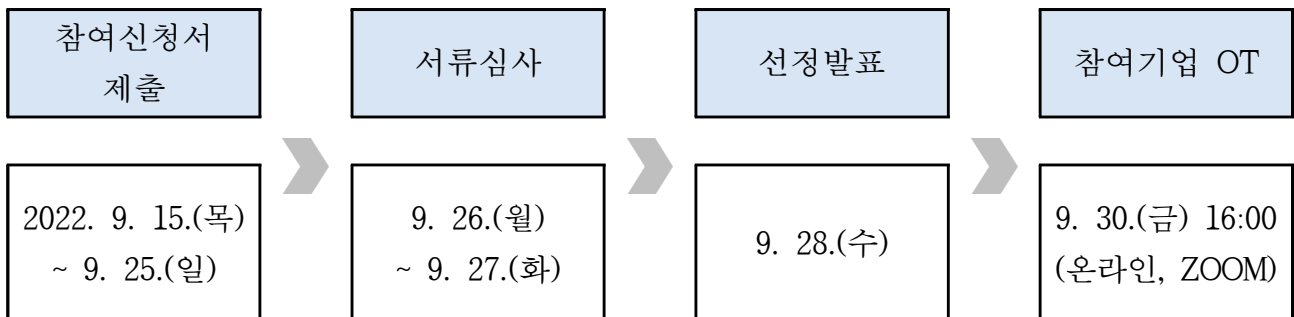 참여신청서
제출
서류심사
선정발표
참여기업 OT
2022. 9. 15.(목)
~ 9. 25.(일)
9. 26.(월)
~ 9. 27.(화)
9. 28.(수)
9. 30.(금) 16:00
(온라인, ZOOM)